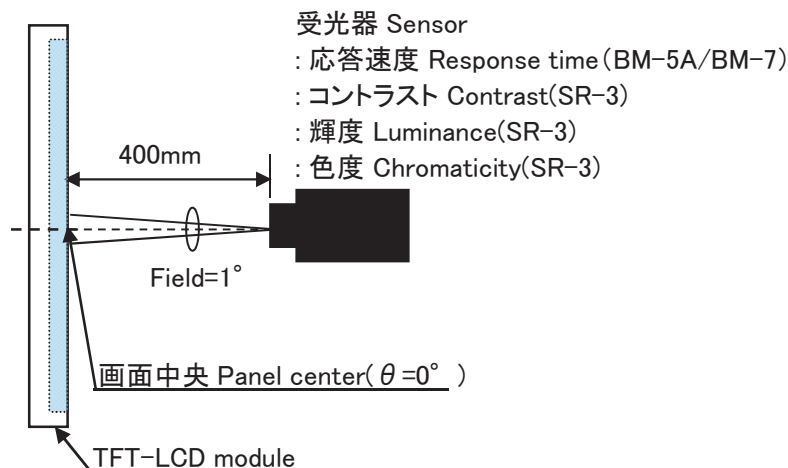 受光器 Sensor
: 応答速度 Response time(BM-5A/BM-7)
: コントラスト Contrast(SR-3)
: 輝度 Luminance(SR-3)
: 色度 Chromaticity(SR-3)
400mm
Field=1°
画面中央 Panel center( θ=0° )
TFT-LCD module